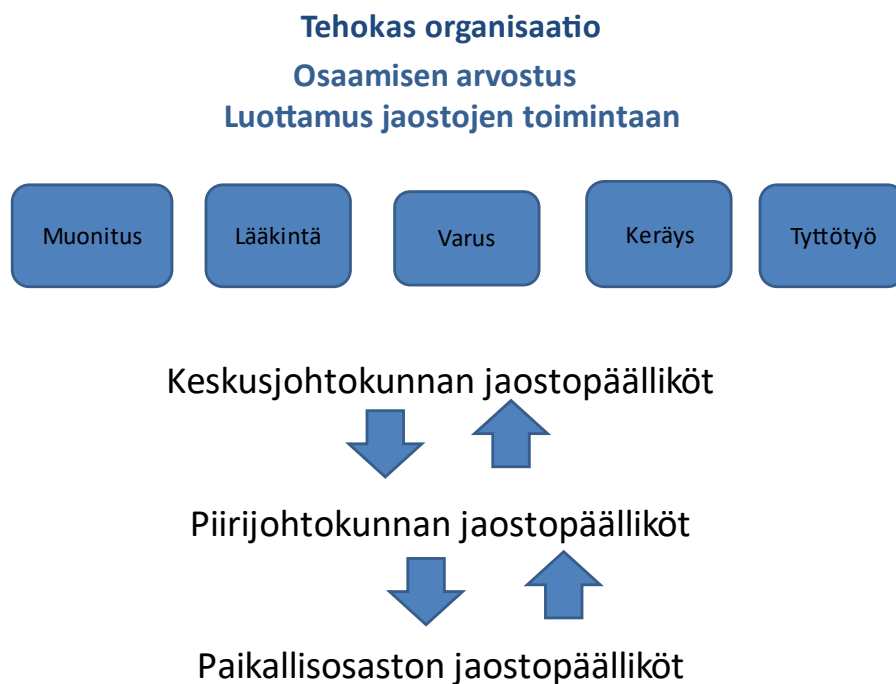 Tehokas organisaatio
Osaamisen arvostus
Luottamus jaostojen toimintaan
Muonitus
Lääkintä
Varus
Keräys
Tyttötyö
Keskusjohtokunnan jaostopäälliköt
Piirijohtokunnan jaostopäälliköt
Paikallisosaston jaostopäälliköt